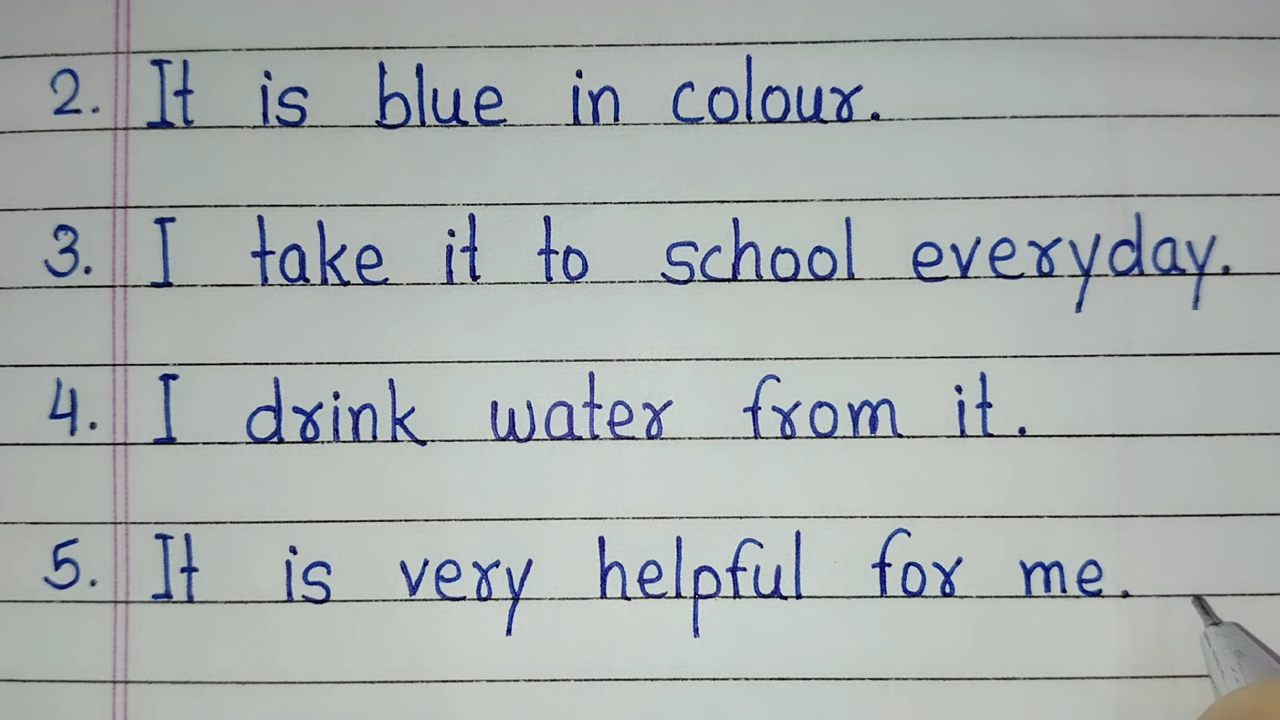 2. It is blue in colour.
3. I take it to school everyday.
4. I drink water from it.
5. It is very helpful for me.